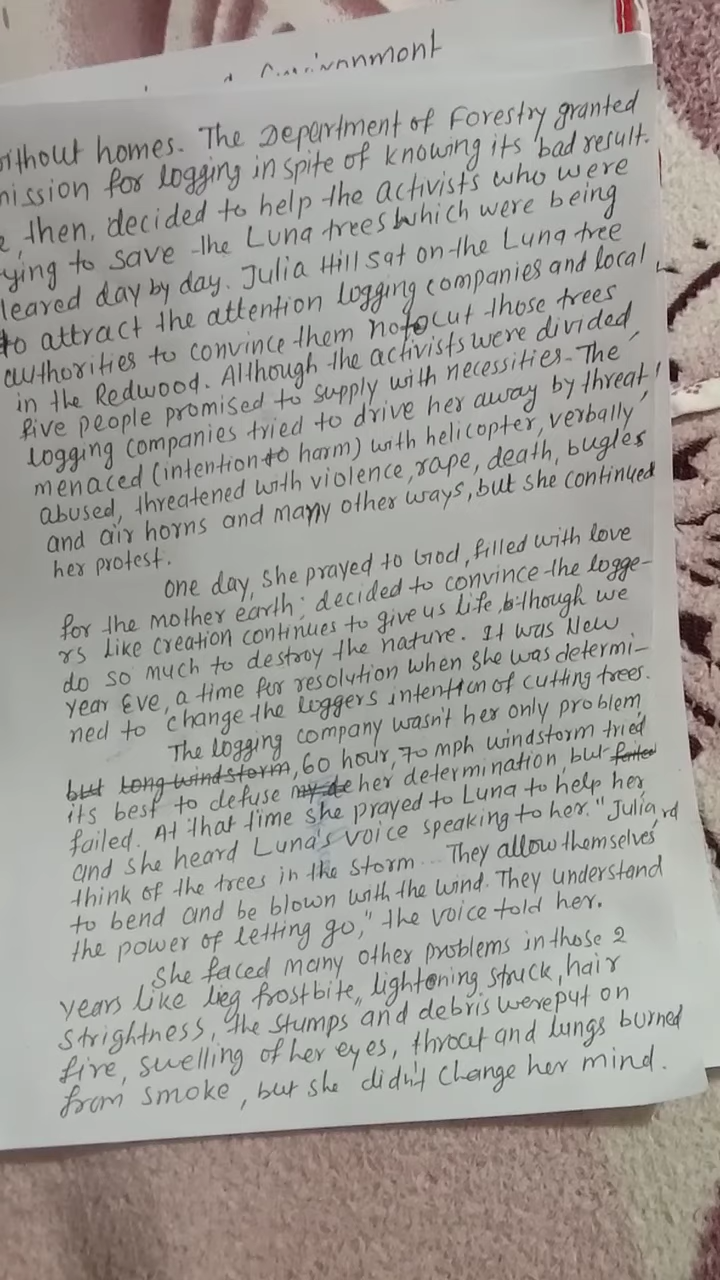 without homes. The Department of Forestry granted
mission for logging in spite of knowing its bad result.
then, decided to help the activists who were
ying to save the Luna trees which were being
leared day by day. Julia Hill sat on the Luna tree
to attract the attention logging companies and local
authorities to convince them not to cut those trees
in the Redwood. Although the activists were divided,
five people promised to supply with necessities. The
logging companies tried to drive her away by threat,
menaced (intention to harm) with helicopter, verbally
abused, threatened with violence, rape, death, bugles
and air horns and many other ways, but she continued
her protest.
One day, she prayed to God, filled with love
for the mother earth; decided to convince the logge-
rs like creation continues to give us life, although we
do so much to destroy the nature. It was New
Year Eve, a time for resolution when she was determi-
ned to change the loggers intention of cutting trees.
The logging company wasn't her only problem
but long windstorm, 60 hour, 70 mph windstorm tried
its best to defuse her determination but failed
failed. At that time she prayed to Luna to help her
and she heard Luna's voice speaking to her. "Julia
think of the trees in the storm... They allow themselves
to bend and be blown with the wind. They understand
the power of letting go," the voice told her.
She faced many other problems in those 2
years like leg frostbite, lightening struck, hair
strightness, the stumps and debris were put on
fire, swelling of her eyes, throat and lungs burned
from smoke, but she didn't change her mind.